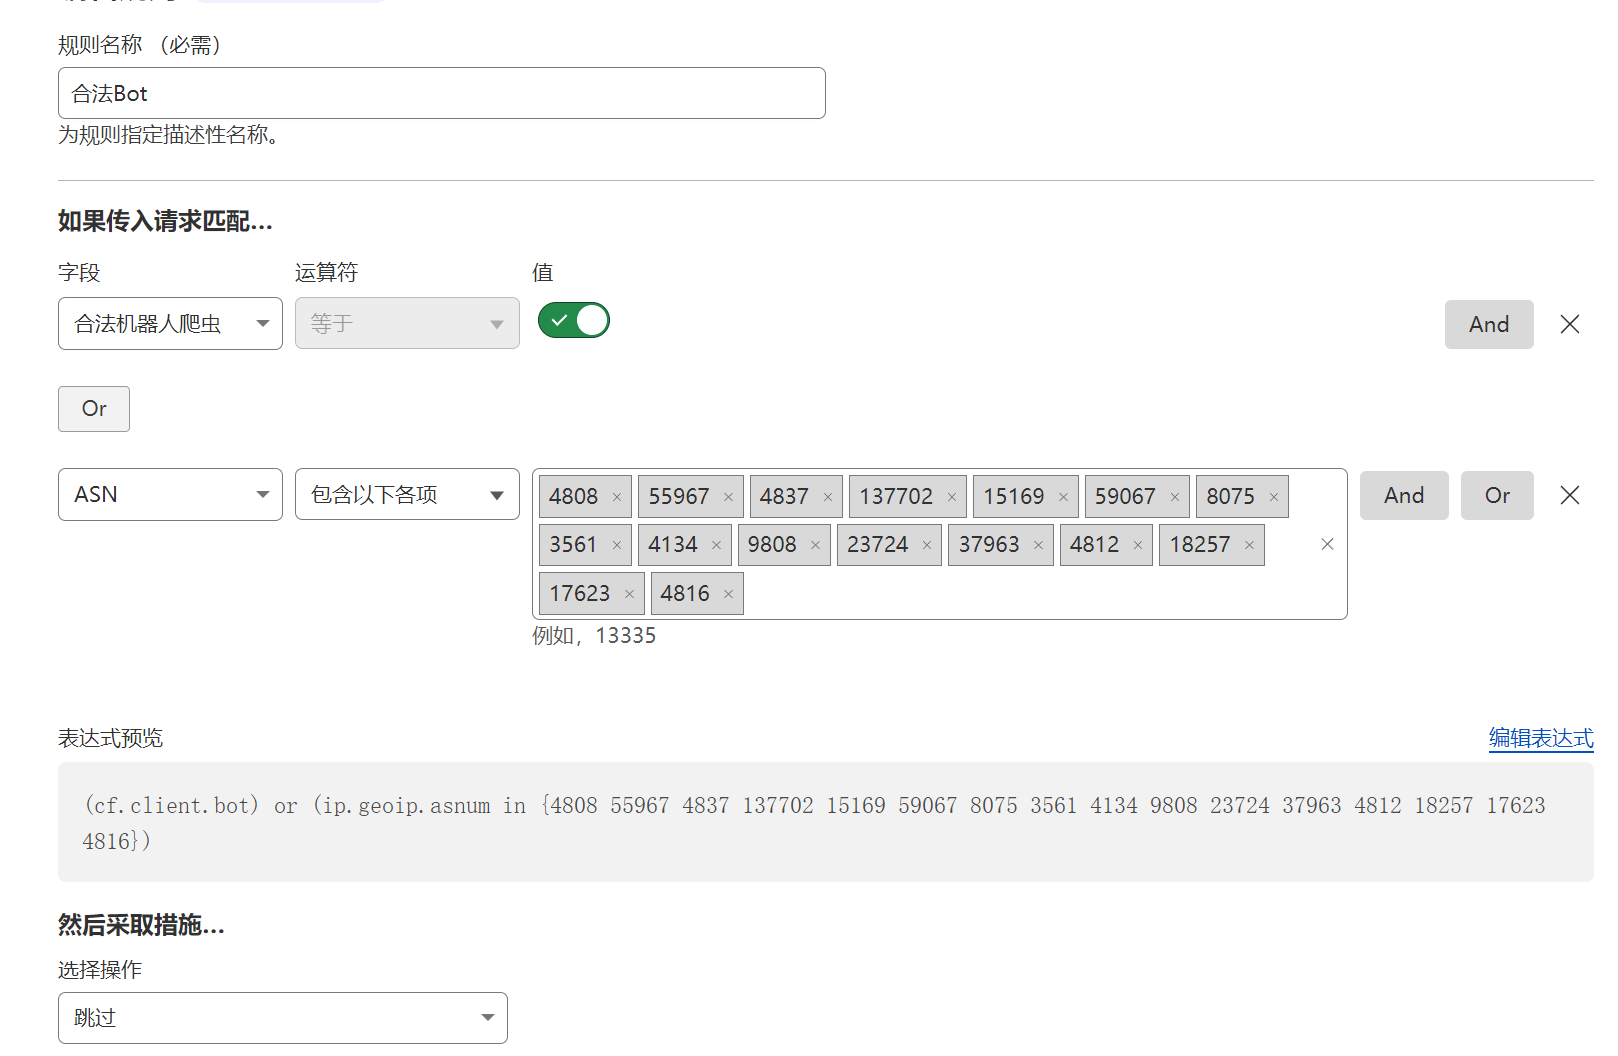 规则名称 （必需）
合法Bot
为规则指定描述性名称。
如果传入请求匹配...
字段 运算符 值
合法机器人爬虫 等于 And
Or
ASN 包含以下各项 4808 × 55967 × 4837 × 137702 × 15169 × 59067 × 8075 × And Or
3561 × 4134 × 9808 × 23724 × 37963 × 4812 × 18257 ×
17623 × 4816 ×
例如，13335
表达式预览 编辑表达式
(cf.client.bot) or (ip.geoip.asnum in {4808 55967 4837 137702 15169 59067 8075 3561 4134 9808 23724 37963 4812 18257 17623
4816})
然后采取措施...
选择操作
跳过